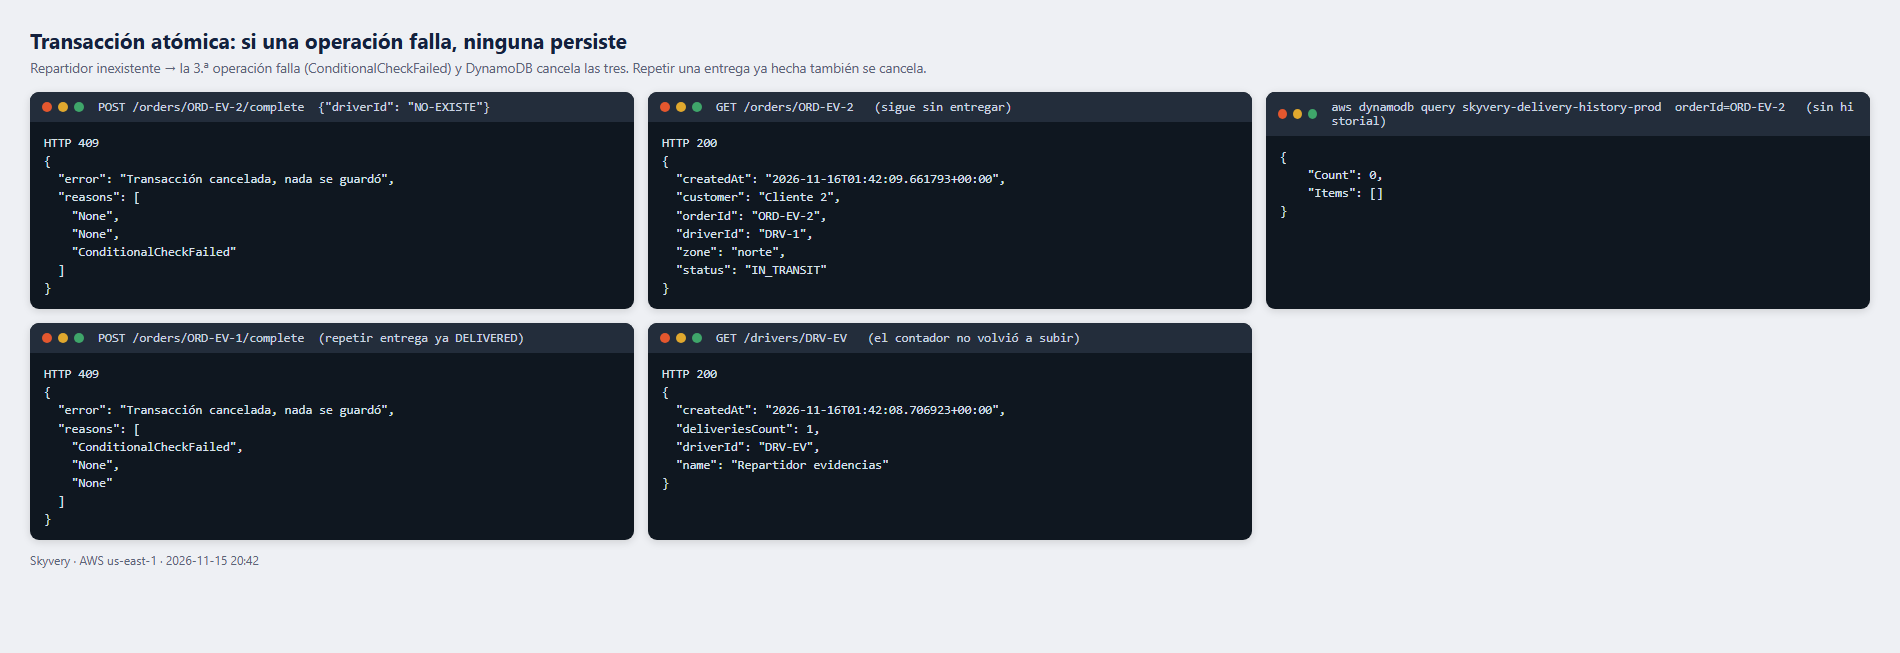 Transacción atómica: si una operación falla, ninguna persiste
Repartidor inexistente → la 3.ª operación falla (ConditionalCheckFailed) y DynamoDB cancela las tres. Repetir una entrega ya hecha también se cancela.
POST /orders/ORD-EV-2/complete  {"driverId": "NO-EXISTE"}
HTTP 409
{
  "error": "Transacción cancelada, nada se guardó",
  "reasons": [
    "None",
    "None",
    "ConditionalCheckFailed"
  ]
}
GET /orders/ORD-EV-2   (sigue sin entregar)
HTTP 200
{
  "createdAt": "2026-11-16T01:42:09.661793+00:00",
  "customer": "Cliente 2",
  "orderId": "ORD-EV-2",
  "driverId": "DRV-1",
  "zone": "norte",
  "status": "IN_TRANSIT"
}
aws dynamodb query skyvery-delivery-history-prod  orderId=ORD-EV-2   (sin hi
storial)
{
    "Count": 0,
    "Items": []
}
POST /orders/ORD-EV-1/complete  (repetir entrega ya DELIVERED)
HTTP 409
{
  "error": "Transacción cancelada, nada se guardó",
  "reasons": [
    "ConditionalCheckFailed",
    "None",
    "None"
  ]
}
GET /drivers/DRV-EV   (el contador no volvió a subir)
HTTP 200
{
  "createdAt": "2026-11-16T01:42:08.706923+00:00",
  "deliveriesCount": 1,
  "driverId": "DRV-EV",
  "name": "Repartidor evidencias"
}
Skyvery · AWS us-east-1 · 2026-11-15 20:42